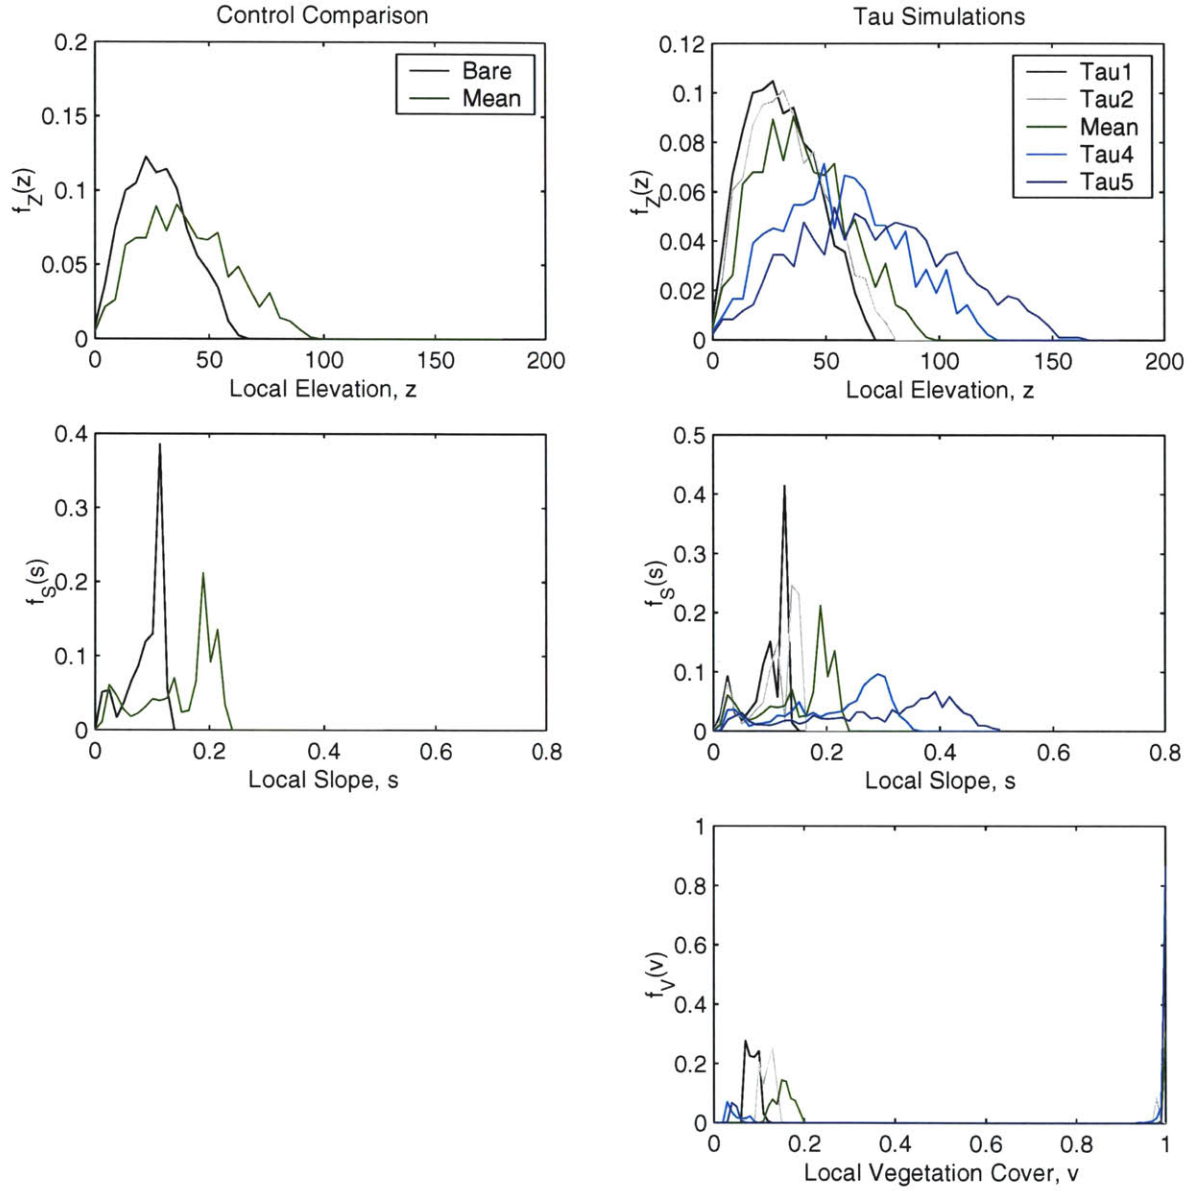 Control Comparison
0.2
0.15
0.1
0.05
0
f_Z(z)
Bare
Mean
0 50 100 150 200
Local Elevation, z
Tau Simulations
0.12
0.1
0.08
0.06
0.04
0.02
0
f_Z(z)
Tau1
Tau2
Mean
Tau4
Tau5
0 50 100 150 200
Local Elevation, z
0.4
0.3
0.2
0.1
0
f_S(s)
0 0.2 0.4 0.6 0.8
Local Slope, s
0.5
0.4
0.3
0.2
0.1
0
f_S(s)
0 0.2 0.4 0.6 0.8
Local Slope, s
1
0.8
0.6
0.4
0.2
0
f_V(v)
0 0.2 0.4 0.6 0.8 1
Local Vegetation Cover, v